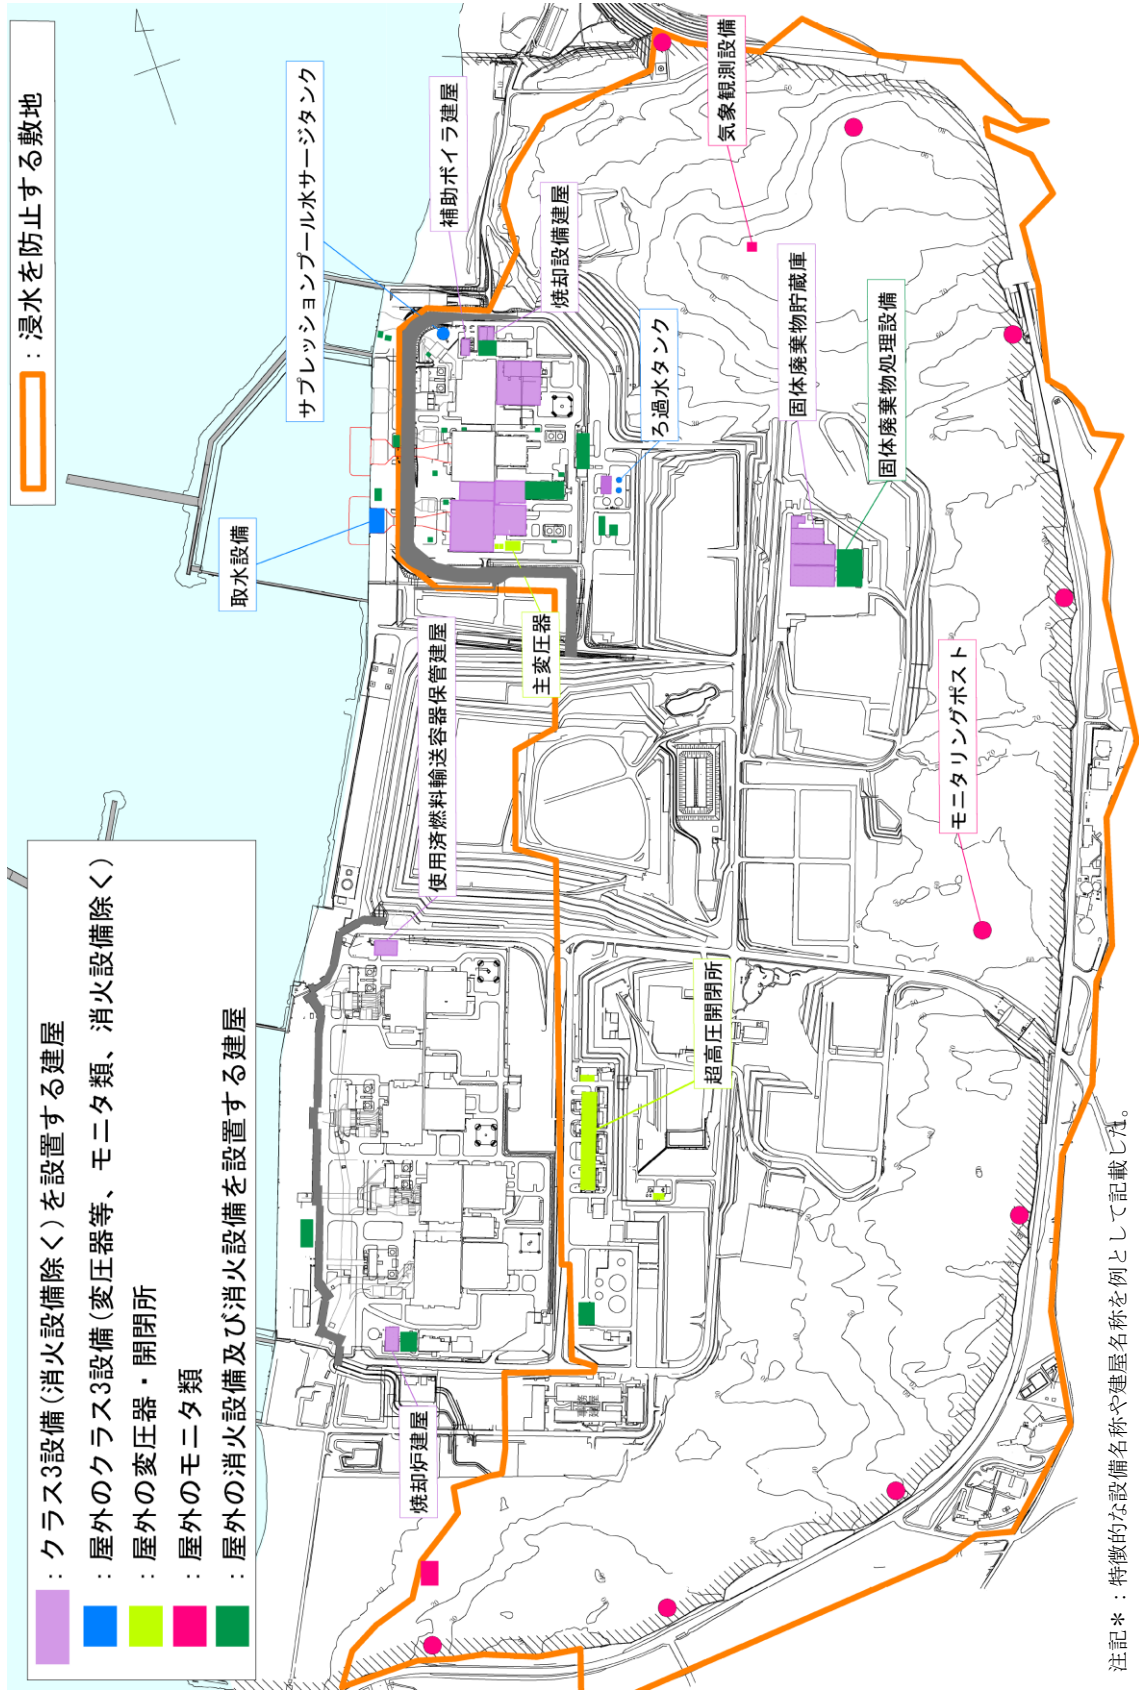 ：浸水を防止する敷地
：クラス3設備(消火設備除く)を設置する建屋
：屋外のクラス3設備(変圧器等、モニタ類、消火設備除く)
：屋外の変圧器・開閉所
：屋外のモニタ類
：屋外の消火設備及び消火設備を設置する建屋
サプレッションプール水サージタンク
補助ボイラ建屋
焼却設備建屋
気象観測設備
取水設備
ろ過水タンク
固体廃棄物貯蔵庫
固体廃棄物処理設備
主変圧器
使用済燃料輸送容器保管建屋
モニタリングポスト
超高圧開閉所
焼却炉建屋
注記＊：特徴的な設備名称や建屋名称を例として記載した。